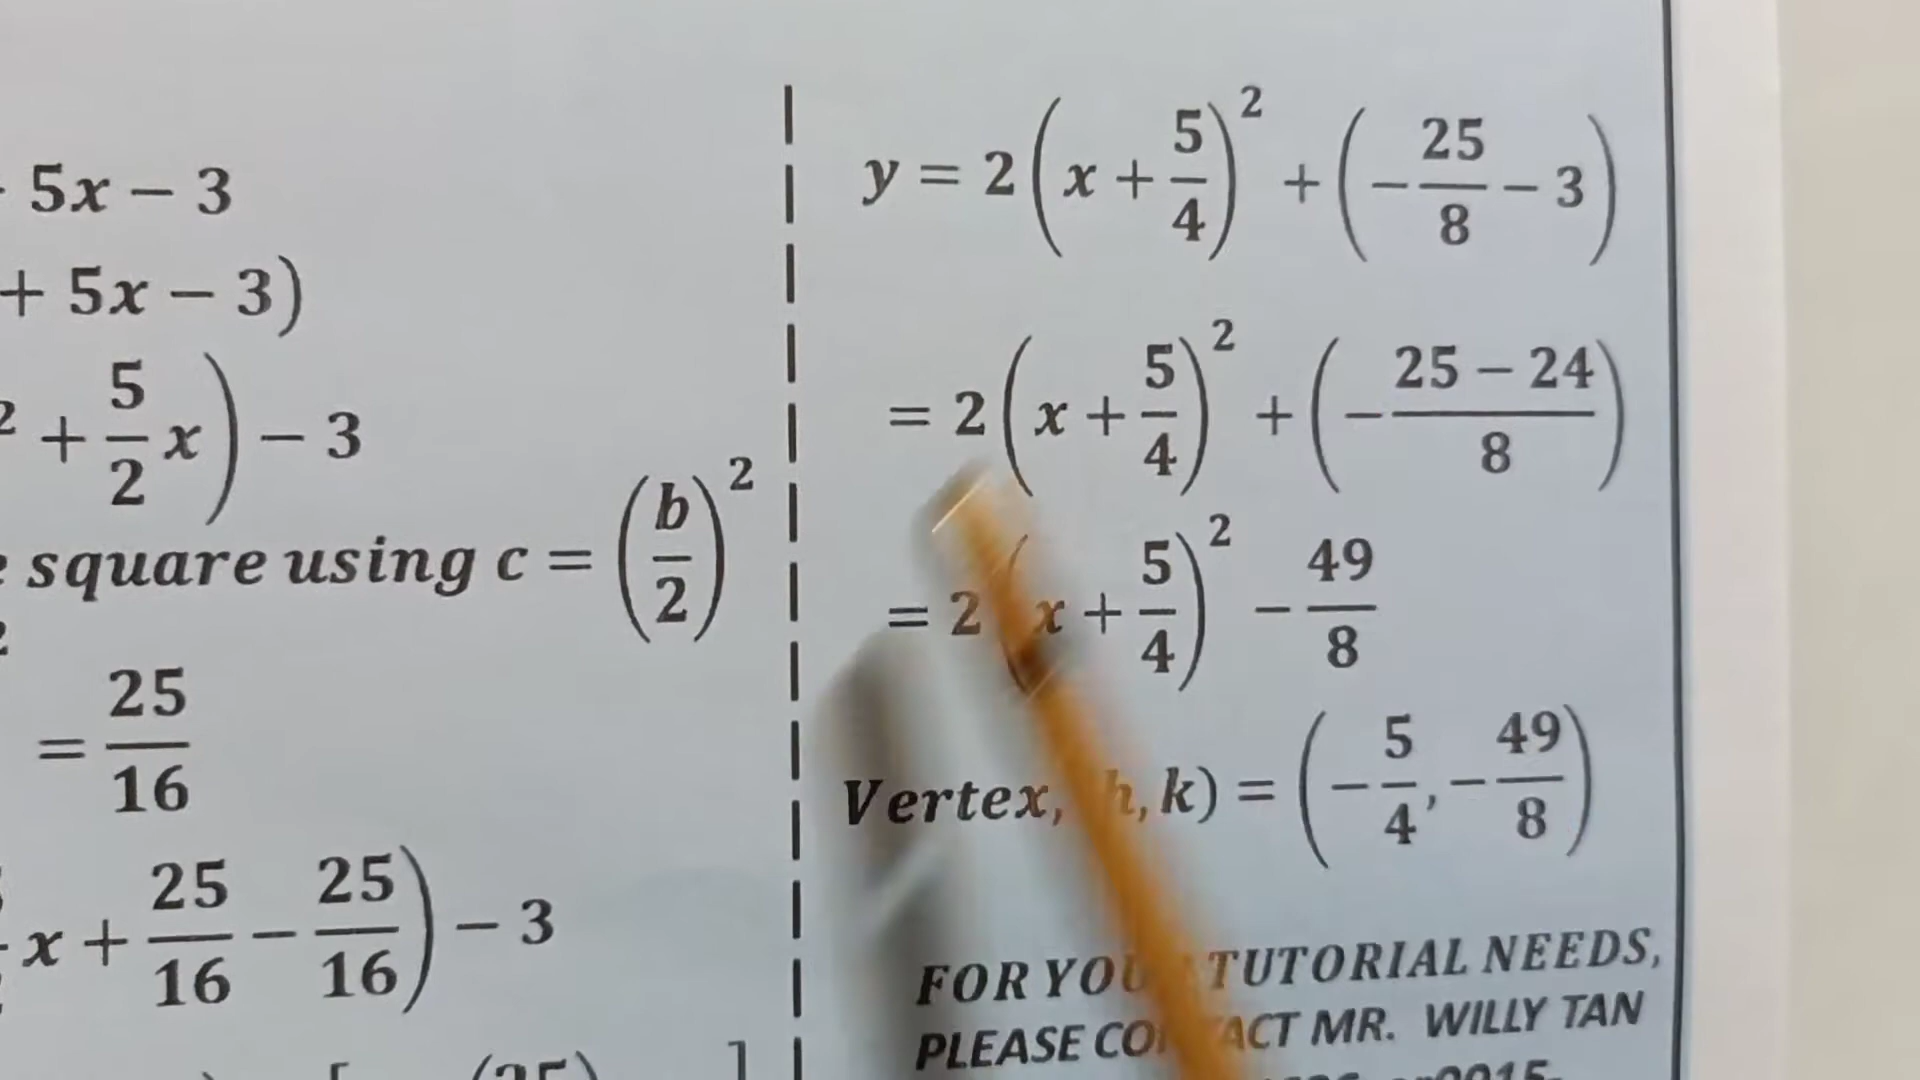 5x − 3
+ 5x − 3)
2 + 5/2 x) − 3
square using c = (b/2)^2
= 25/16
x + 25/16 − 25/16) − 3
y = 2(x + 5/4)^2 + (− 25/8 − 3)
= 2(x + 5/4)^2 + (− 25 − 24/8)
= 2(x + 5/4)^2 − 49/8
Vertex, h, k) = (− 5/4, − 49/8)
FOR YOU TUTORIAL NEEDS,
PLEASE MR. WILLY TAN